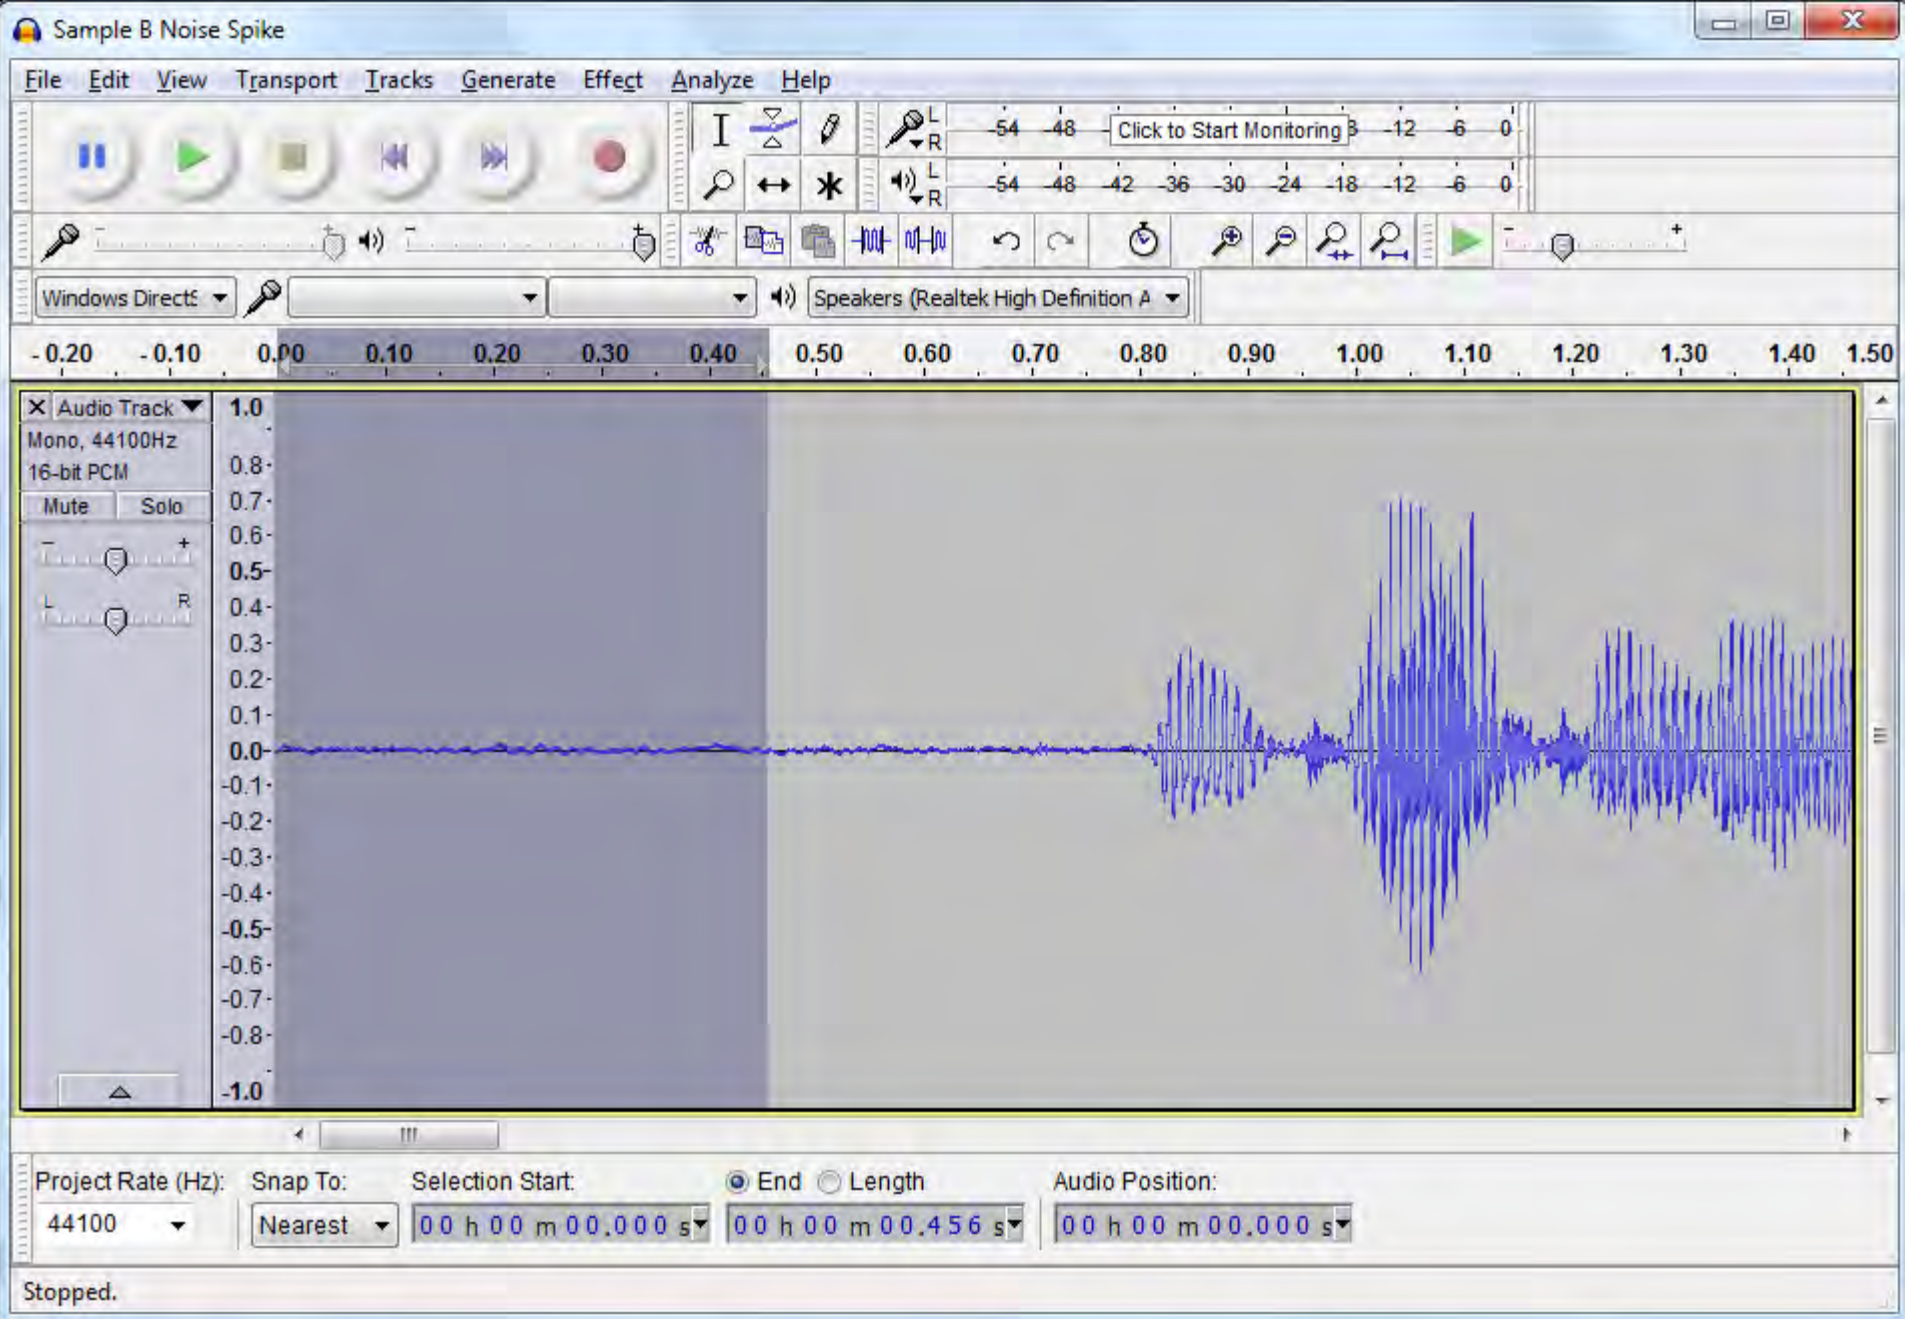 Sample B Noise Spike
File Edit View Transport Tracks Generate Effect Analyze Help
L
R
-54 -48 Click to Start Monitoring -12 -6 0
L
R
-54 -48 -42 -36 -30 -24 -18 -12 -6 0
- + - + - +
Windows Direct Speakers (Realtek High Definition A
-0.20 -0.10 0.00 0.10 0.20 0.30 0.40 0.50 0.60 0.70 0.80 0.90 1.00 1.10 1.20 1.30 1.40 1.50
X Audio Track
Mono, 44100Hz
16-bit PCM
Mute Solo
- +
L R
1.0
0.8
0.7
0.6
0.5
0.4
0.3
0.2
0.1
0.0
-0.1
-0.2
-0.3
-0.4
-0.5
-0.6
-0.7
-0.8
-1.0
Project Rate (Hz): Snap To: Selection Start: End Length Audio Position:
44100 Nearest 00 h 00 m 00.000 s 00 h 00 m 00.456 s 00 h 00 m 00.000 s
Stopped.